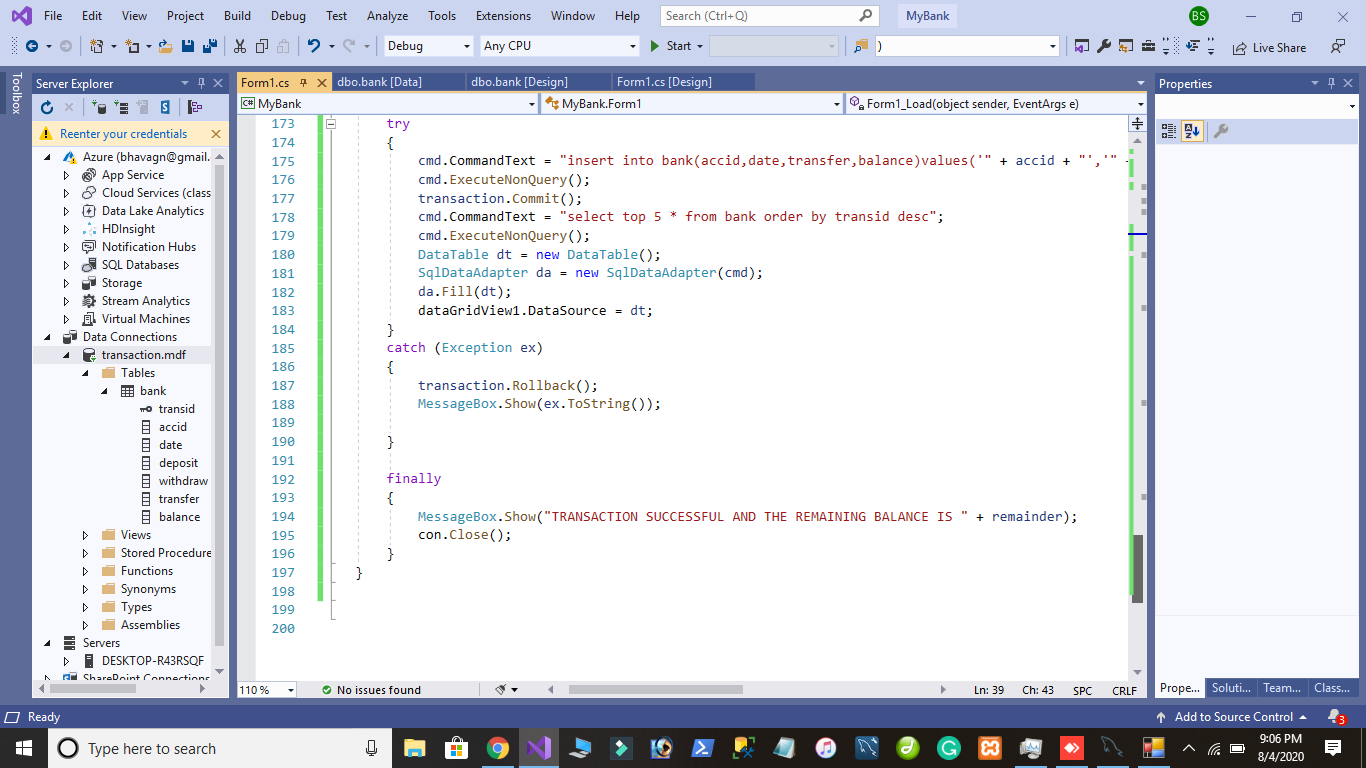 File Edit View Project Build Debug Test Analyze Tools Extensions Window Help Search (Ctrl+Q) MyBank BS
Debug Any CPU Start ) Live Share
Toolbox
Server Explorer
Reenter your credentials
Azure (bhavagn@gmail.
App Service
Cloud Services (class
Data Lake Analytics
HDInsight
Notification Hubs
SQL Databases
Storage
Stream Analytics
Virtual Machines
Data Connections
transaction.mdf
Tables
bank
transid
accid
date
deposit
withdraw
transfer
balance
Views
Stored Procedure
Functions
Synonyms
Types
Assemblies
Servers
DESKTOP-R43RSQF
SharePoint Connections
Form1.cs dbo.bank [Data] dbo.bank [Design] Form1.cs [Design]
MyBank MyBank.Form1 Form1_Load(object sender, EventArgs e)
173 try
174 {
175 cmd.CommandText = "insert into bank(accid,date,transfer,balance)values('" + accid + "','" +
176 cmd.ExecuteNonQuery();
177 transaction.Commit();
178 cmd.CommandText = "select top 5 * from bank order by transid desc";
179 cmd.ExecuteNonQuery();
180 DataTable dt = new DataTable();
181 SqlDataAdapter da = new SqlDataAdapter(cmd);
182 da.Fill(dt);
183 dataGridView1.DataSource = dt;
184 }
185 catch (Exception ex)
186 {
187 transaction.Rollback();
188 MessageBox.Show(ex.ToString());
189
190 }
191
192 finally
193 {
194 MessageBox.Show("TRANSACTION SUCCESSFUL AND THE REMAINING BALANCE IS " + remainder);
195 con.Close();
196 }
197 }
198
199
200
110 % No issues found Ln: 39 Ch: 43 SPC CRLF
Properties
Prope... Soluti... Team... Class...
Ready Add to Source Control 3
Type here to search
9:06 PM
8/4/2020